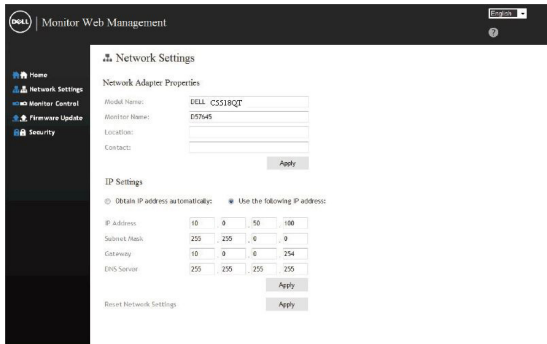 DELL Monitor Web Management
English
?
Home
Network Settings
Monitor Control
Firmware Update
Security
Network Settings
Network Adapter Properties
Model Name: DELL C5518QT
Monitor Name: D57645
Location:
Contact:
Apply
IP Settings
Obtain IP address automatically: Use the following IP address:
IP Address 10 . 0 . 50 . 100
Subnet Mask 255 . 255 . 0 . 0
Gateway 10 . 0 . 0 . 254
DNS Server 255 . 255 . 255 . 255
Apply
Reset Network Settings Apply